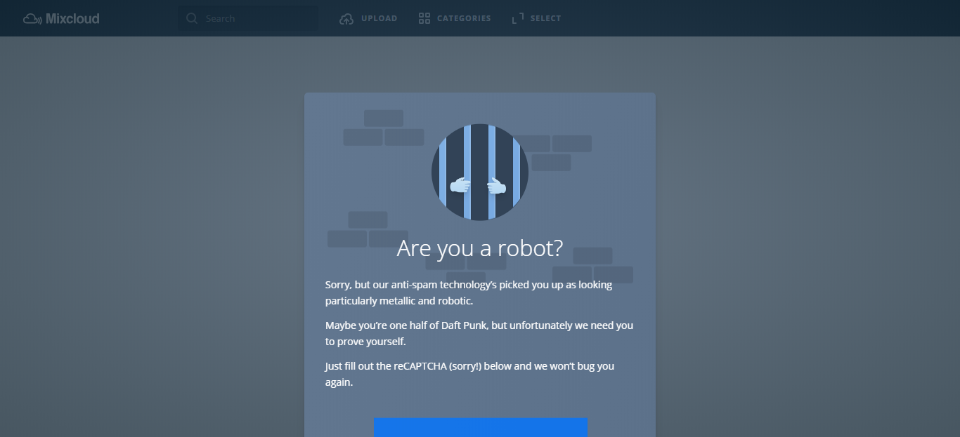 Mixcloud
Search
UPLOAD
CATEGORIES
SELECT
Are you a robot?
Sorry, but our anti-spam technology's picked you up as looking
particularly metallic and robotic.
Maybe you're one half of Daft Punk, but unfortunately we need you
to prove yourself.
Just fill out the reCAPTCHA (sorry!) below and we won't bug you
again.